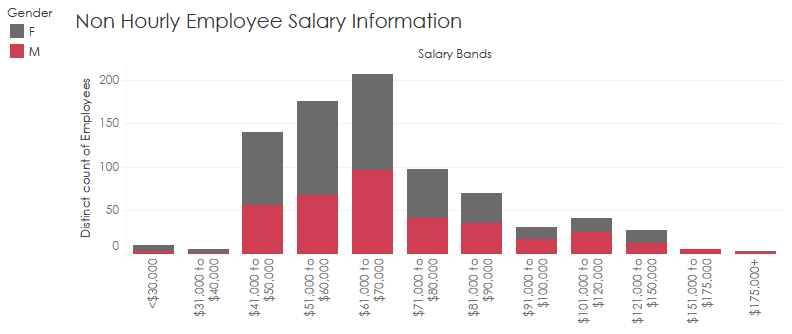 Gender
F
M
Non Hourly Employee Salary Information
Salary Bands
Distinct count of Employees
200
150
100
50
0
<$30,000
$31,000 to
$40,000
$41,000 to
$50,000
$51,000 to
$60,000
$61,000 to
$70,000
$71,000 to
$80,000
$81,000 to
$90,000
$91,000 to
$100,000
$101,000 to
$120,000
$121,000 to
$150,000
$151,000 to
$175,000
$175,000+